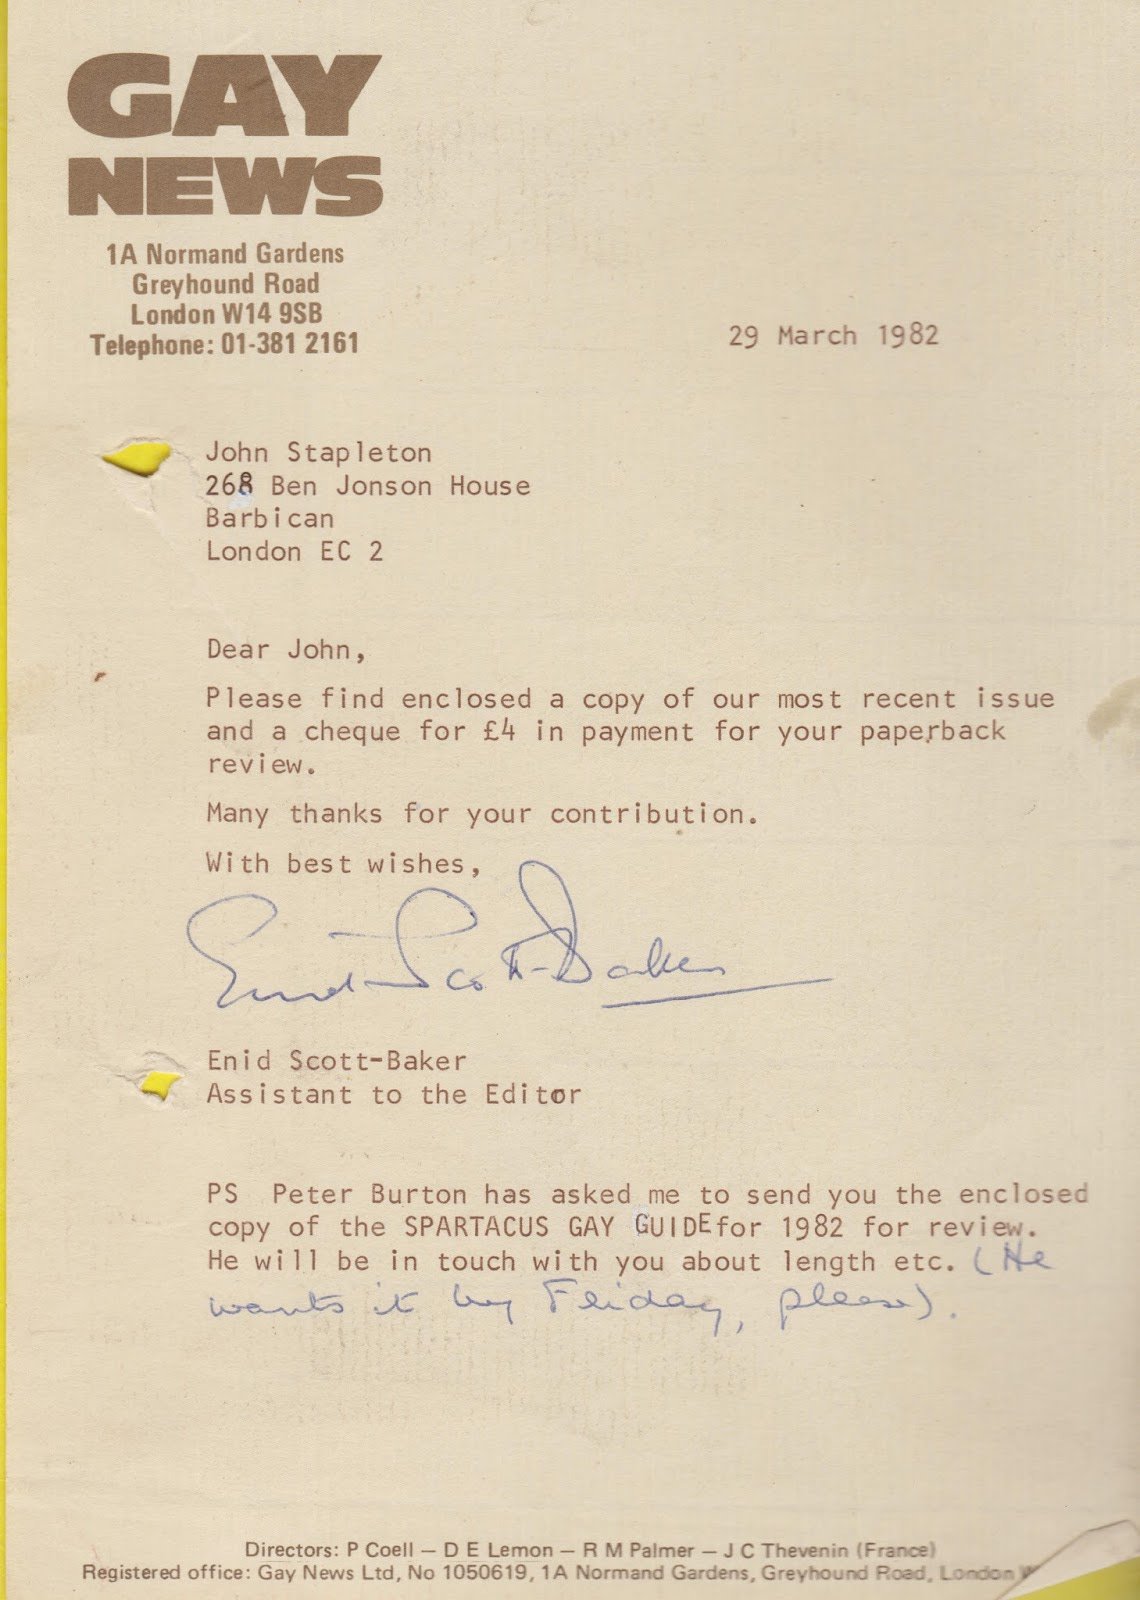 GAY
NEWS
1A Normand Gardens
Greyhound Road
London W14 9SB
Telephone: 01-381 2161
29 March 1982
John Stapleton
268 Ben Jonson House
Barbican
London EC 2
Dear John,
Please find enclosed a copy of our most recent issue
and a cheque for £4 in payment for your paperback
review.
Many thanks for your contribution.
With best wishes,
Enid Scott-Baker
Enid Scott-Baker
Assistant to the Editor
PS Peter Burton has asked me to send you the enclosed
copy of the SPARTACUS GAY GUIDEfor 1982 for review.
He will be in touch with you about length etc. (He
wants it by Friday, please).
Directors: P Coell — D E Lemon — R M Palmer — J C Thevenin (France)
Registered office: Gay News Ltd, No 1050619, 1A Normand Gardens, Greyhound Road, London